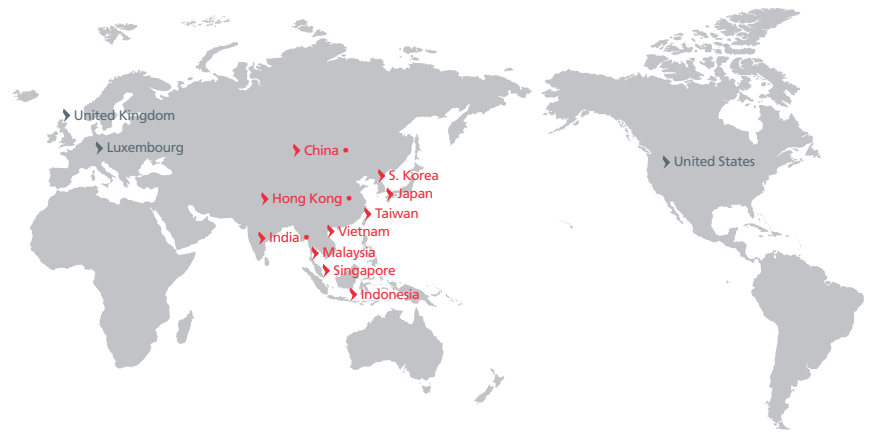 United Kingdom
Luxembourg
China
United States
S. Korea
Japan
Hong Kong
Taiwan
Vietnam
India
Malaysia
Singapore
Indonesia